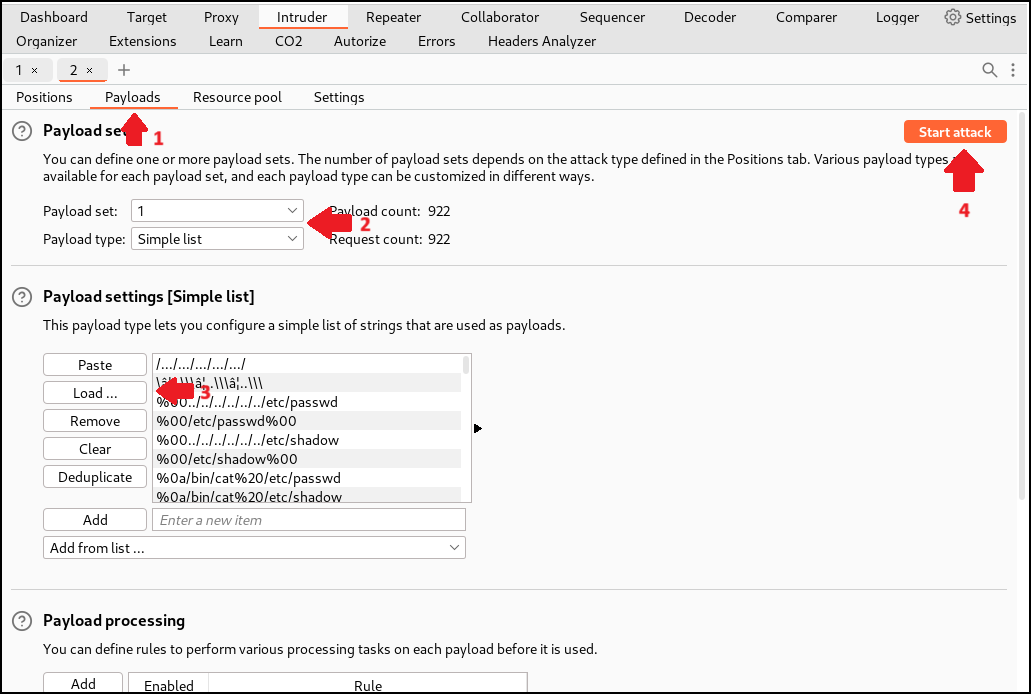 Dashboard Target Proxy Intruder Repeater Collaborator Sequencer Decoder Comparer Logger Settings
Organizer Extensions Learn CO2 Autorize Errors Headers Analyzer
1 × 2 × +
Positions Payloads Resource pool Settings
1
Payload se
Start attack
You can define one or more payload sets. The number of payload sets depends on the attack type defined in the Positions tab. Various payload types
available for each payload set, and each payload type can be customized in different ways.
4
Payload set: 1 Payload count: 922
2
Payload type: Simple list Request count: 922
Payload settings [Simple list]
This payload type lets you configure a simple list of strings that are used as payloads.
Paste
Load ...
Remove
Clear
Deduplicate
/.../.../.../.../.../
3
%00../../../../../../etc/passwd
%00/etc/passwd%00
%00../../../../../../etc/shadow
%00/etc/shadow%00
%0a/bin/cat%20/etc/passwd
%0a/bin/cat%20/etc/shadow
Add Enter a new item
Add from list ...
Payload processing
You can define rules to perform various processing tasks on each payload before it is used.
Add Enabled Rule